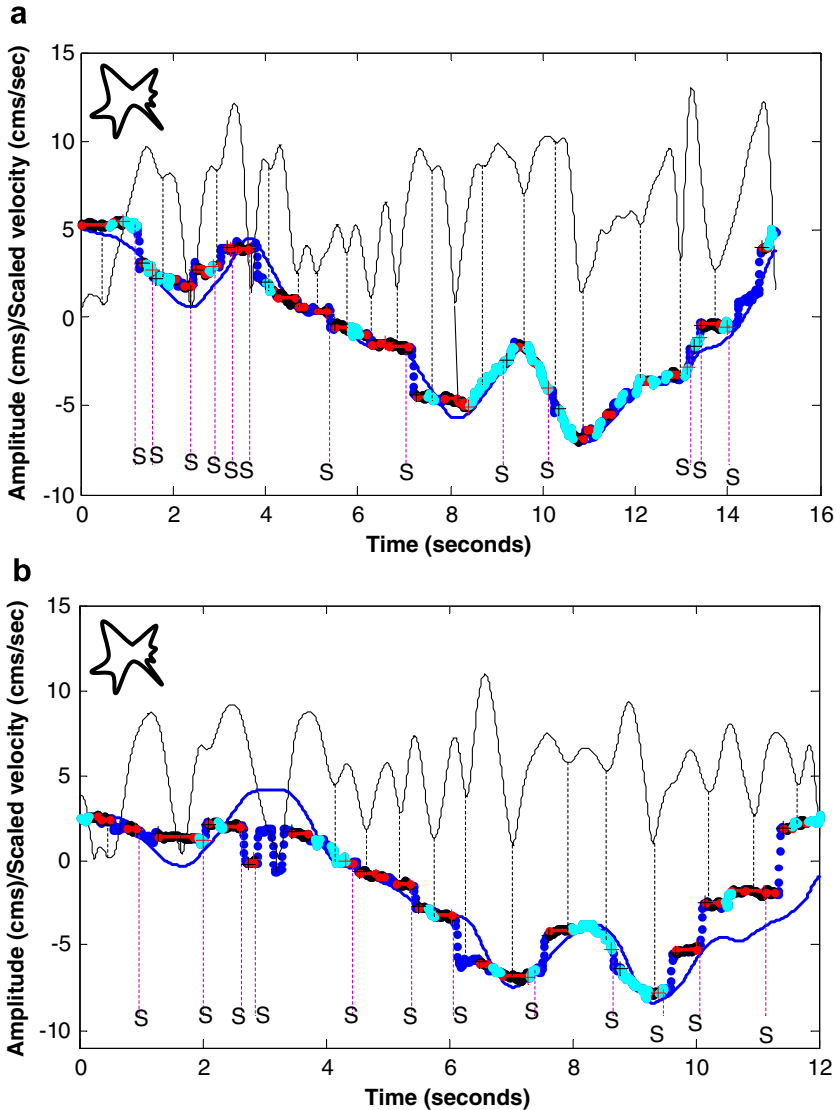 a
Amplitude (cms)/Scaled velocity (cms/sec)
15
10
5
0
-5
-10
S S S S S S S S S S S S S
0 2 4 6 8 10 12 14 16
Time (seconds)
b
Amplitude (cms)/Scaled velocity (cms/sec)
15
10
5
0
-5
-10
S S S S S S S S S S S S
0 2 4 6 8 10 12
Time (seconds)